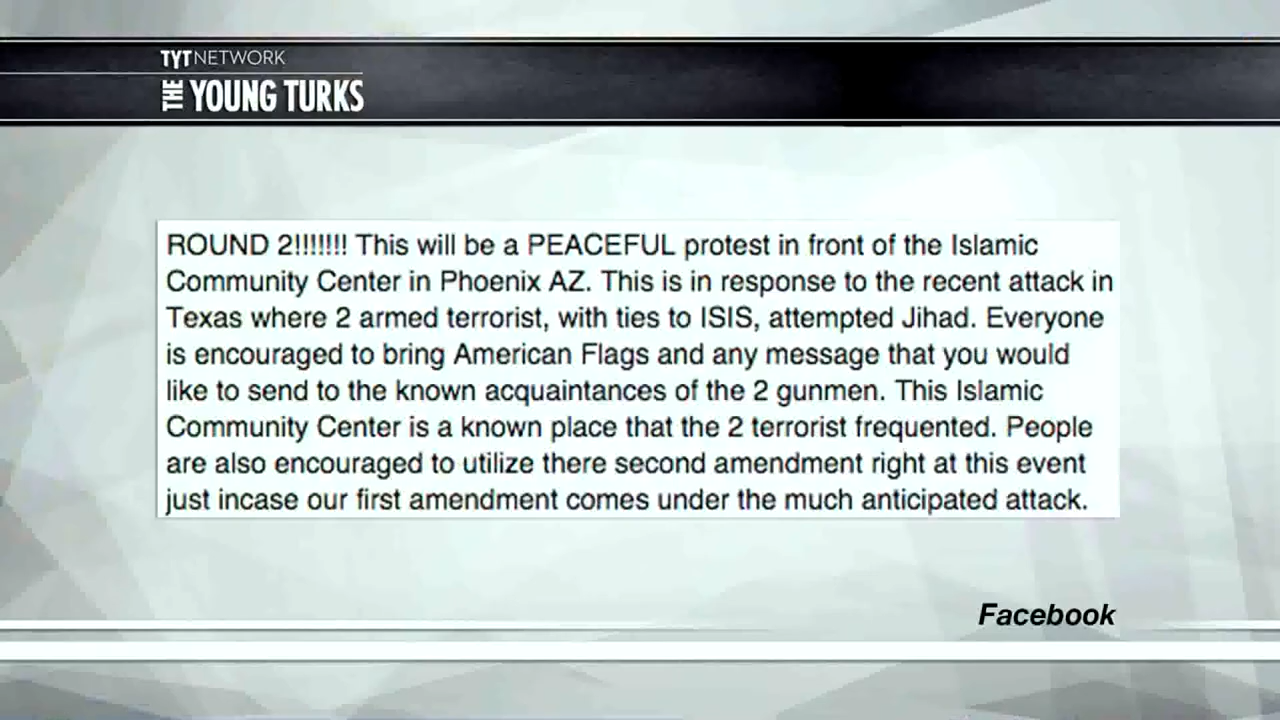 TYT NETWORK
THE YOUNG TURKS
ROUND 2!!!!!!! This will be a PEACEFUL protest in front of the Islamic
Community Center in Phoenix AZ. This is in response to the recent attack in
Texas where 2 armed terrorist, with ties to ISIS, attempted Jihad. Everyone
is encouraged to bring American Flags and any message that you would
like to send to the known acquaintances of the 2 gunmen. This Islamic
Community Center is a known place that the 2 terrorist frequented. People
are also encouraged to utilize there second amendment right at this event
just incase our first amendment comes under the much anticipated attack.
Facebook